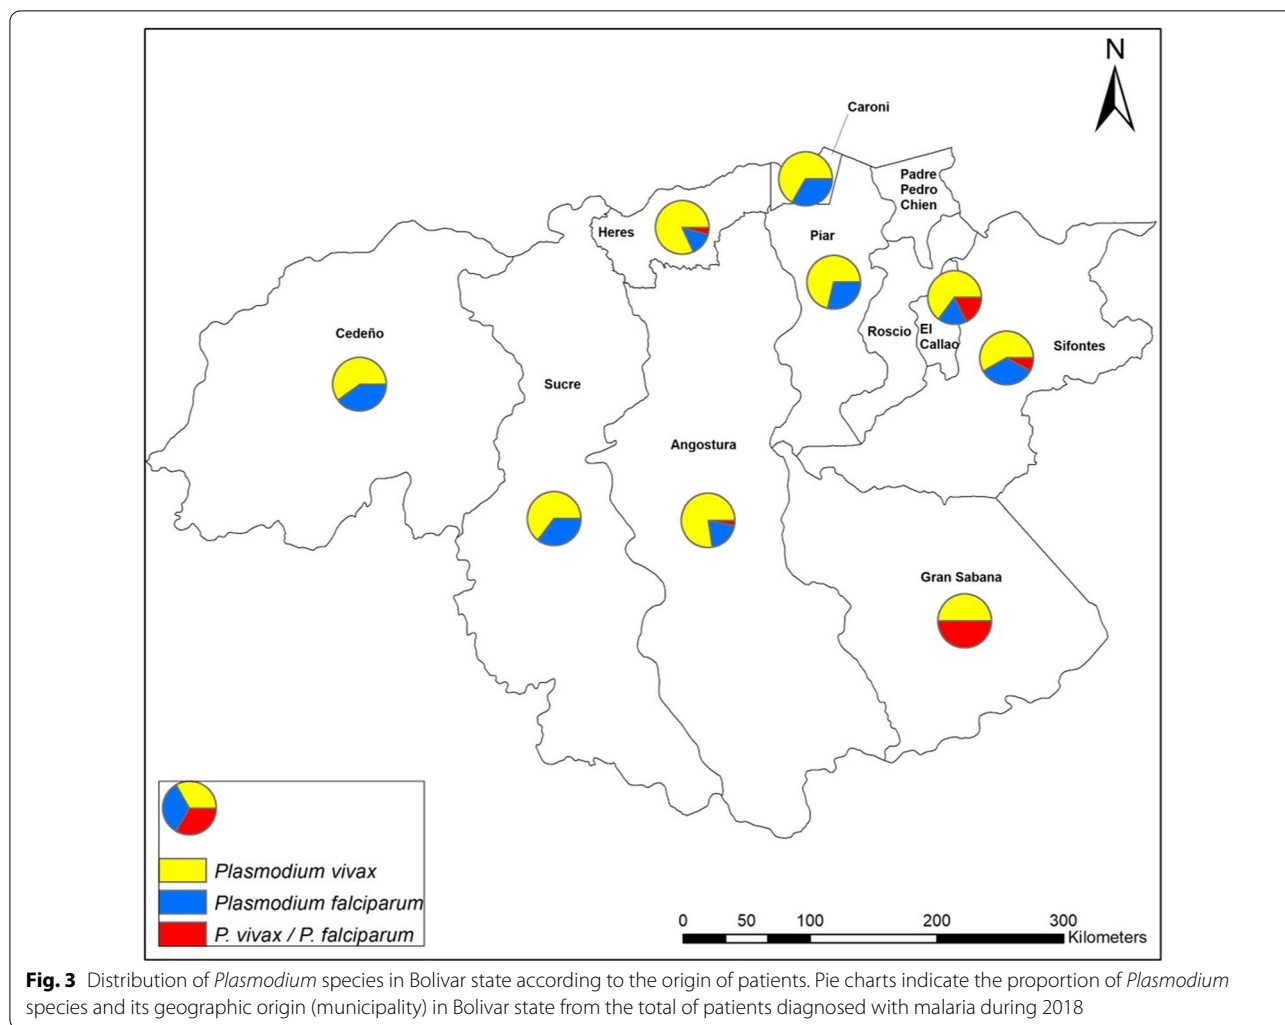 N
Caroni
Padre
Pedro
Chien
Heres
Piar
Cedeño
Roscio
El
Callao
Sifontes
Sucre
Angostura
Gran Sabana
Plasmodium vivax
Plasmodium falciparum
P. vivax / P. falciparum
0 50 100 200 300
Kilometers
Fig. 3 Distribution of Plasmodium species in Bolivar state according to the origin of patients. Pie charts indicate the proportion of Plasmodium
species and its geographic origin (municipality) in Bolivar state from the total of patients diagnosed with malaria during 2018